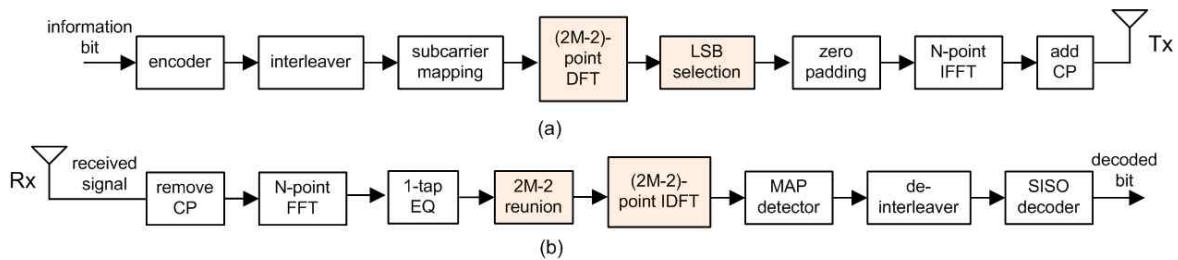 information
bit
encoder
interleaver
subcarrier
mapping
(2M-2)-
point
DFT
LSB
selection
zero
padding
N-point
IFFT
add
CP
Tx
(a)
Rx
received
signal
remove
CP
N-point
FFT
1-tap
EQ
2M-2
reunion
(2M-2)-
point IDFT
MAP
detector
de-
interleaver
SISO
decoder
decoded
bit
(b)